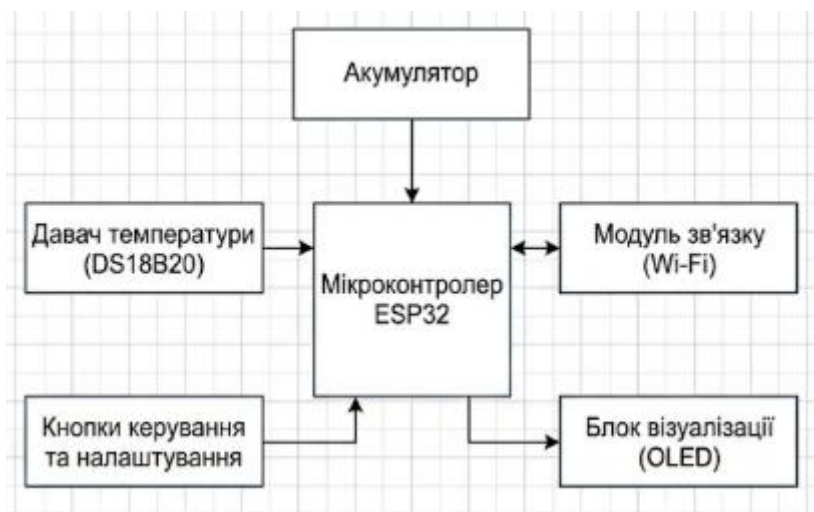 Акумулятор
Давач температури
(DS18B20)
Мікроконтролер
ESP32
Модуль зв'язку
(Wi-Fi)
Кнопки керування
та налаштування
Блок візуалізації
(OLED)